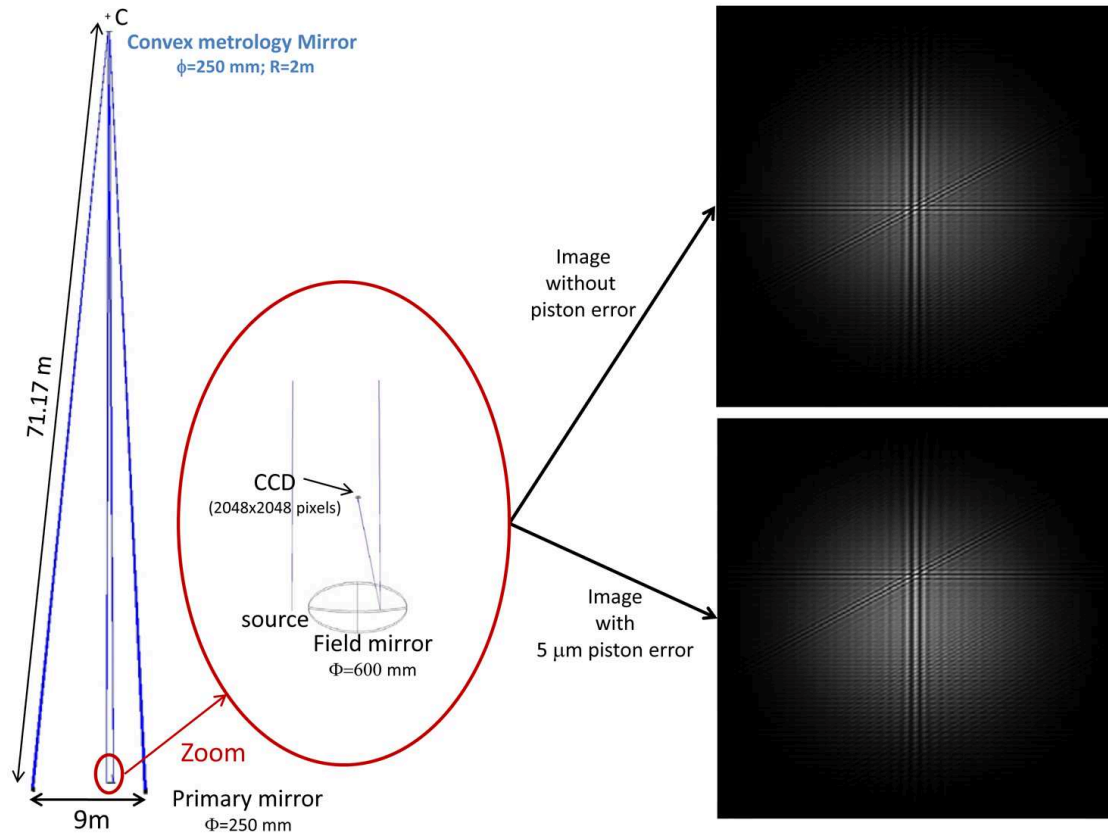 + C
Convex metrology Mirror
ϕ=250 mm; R=2m
71.17 m
CCD
(2048x2048 pixels)
source
Field mirror
Φ=600 mm
Zoom
Primary mirror
Φ=250 mm
9m
Image
without
piston error
Image
with
5 μm piston error